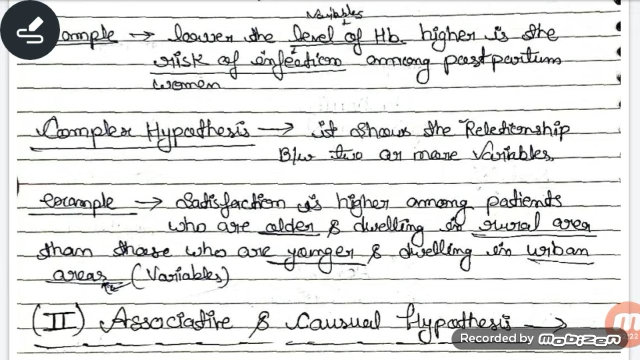 Variables
Example → lower the level of Hb higher is the
risk of infection among postpartum
women
Complex Hypothesis → it shows the Reletionship
B/w two or more Variables.
example → Satisfaction is higher among patients
who are older & dwelling in rural area
than those who are younger & dwelling in urban
areas (Variables)
(II) Associative & Causual Hypothesis →
Recorded by
MOBIZEN